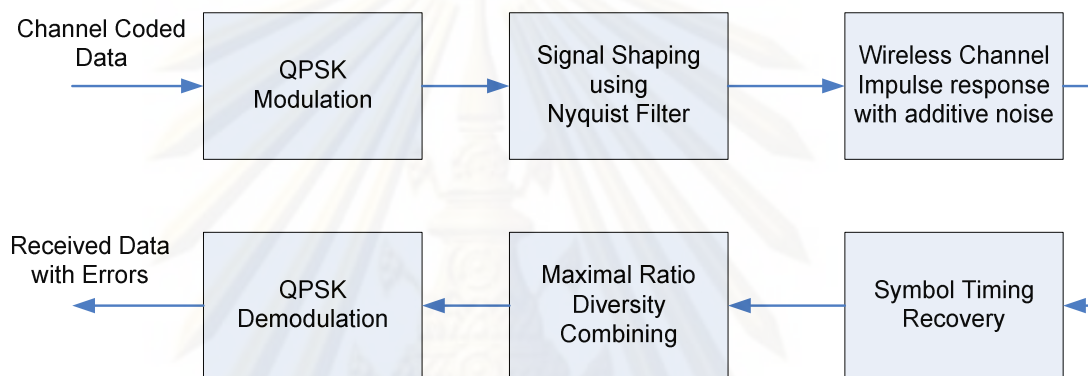 Channel Coded
Data
QPSK
Modulation
Signal Shaping
using
Nyquist Filter
Wireless Channel
Impulse response
with additive noise
Received Data
with Errors
QPSK
Demodulation
Maximal Ratio
Diversity
Combining
Symbol Timing
Recovery